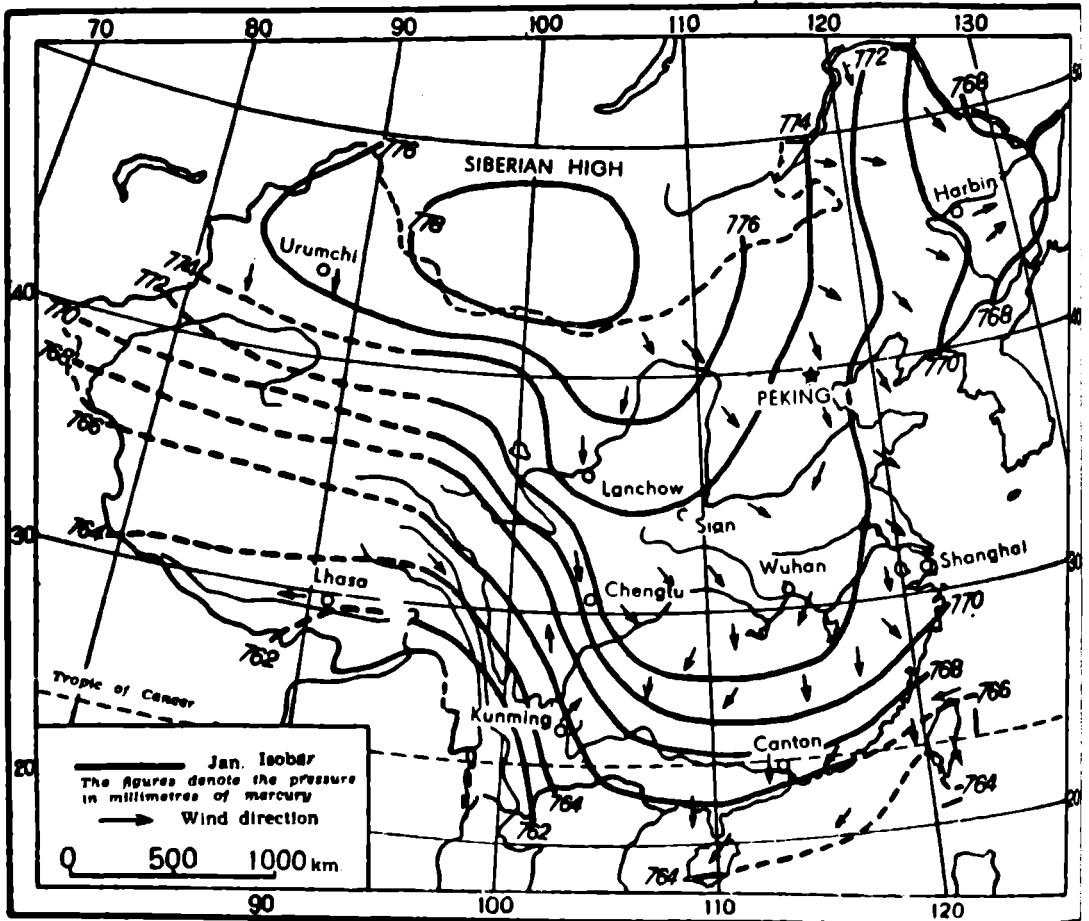 70 80 90 100 110 120 130
772
768
774
776
SIBERIAN HIGH
Harbin
778
776
Urumchi
774
772
40
770
768
40
768
770
PEKING
766
Lanchow
Sian
764
30
Wuhan
Shanghai
30
Lhasa
Chengtu
770
762
768
766
Tropic of Cancer
Kunming
Canton
764
764
762
20
20
764
Jan. Isobar
The figures denote the pressure
in millimetres of mercury
Wind direction
0 500 1000 km.
90 100 110 120